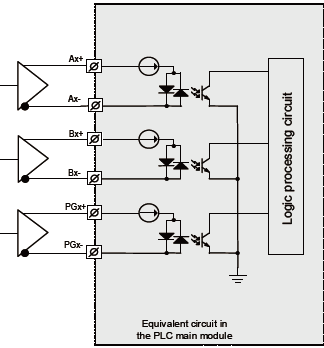 Ax+
Ax-
Bx+
Bx-
PGx+
PGx-
Logic processing circuit
Equivalent circuit in
the PLC main module